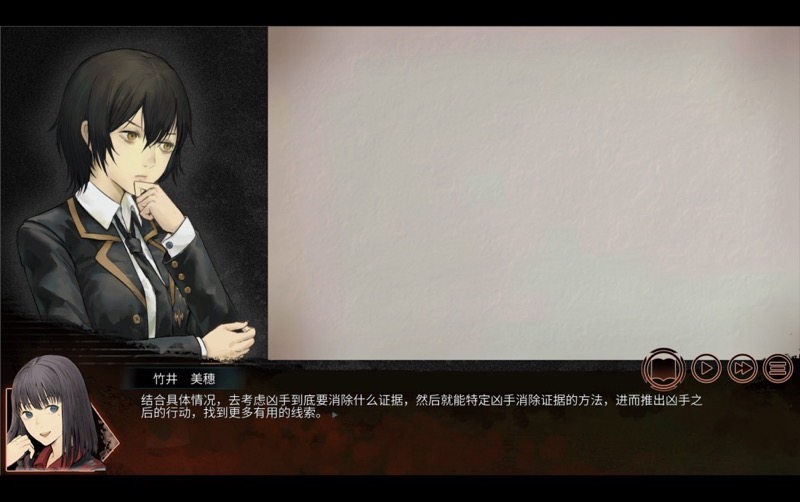 竹井 美穂
结合具体情况，去考虑凶手到底要消除什么证据，然后就能特定凶手消除证据的方法，进而推出凶手之
后的行动，找到更多有用的线索。